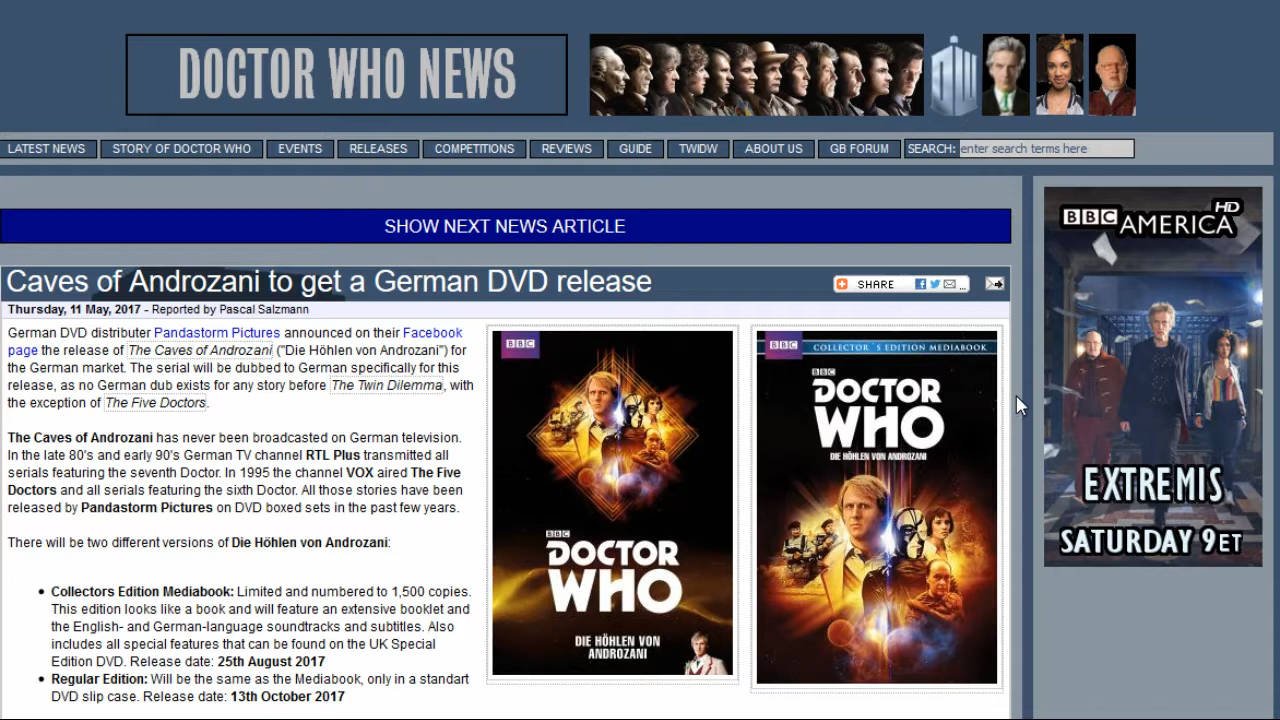 DOCTOR WHO NEWS
LATEST NEWS
STORY OF DOCTOR WHO
EVENTS
RELEASES
COMPETITIONS
REVIEWS
GUIDE
TWIDW
ABOUT US
GB FORUM
SEARCH: enter search terms here
SHOW NEXT NEWS ARTICLE
Caves of Androzani to get a German DVD release
SHARE
...
Thursday, 11 May, 2017 - Reported by Pascal Salzmann
German DVD distributer Pandastorm Pictures announced on their Facebook
page the release of The Caves of Androzani ("Die Höhlen von Androzani") for
the German market. The serial will be dubbed to German specifically for this
release, as no German dub exists for any story before The Twin Dilemma, with
the exception of The Five Doctors.
The Caves of Androzani has never been broadcasted on German television.
In the late 80's and early 90's German TV channel RTL Plus transmitted all
serials featuring the seventh Doctor. In 1995 the channel VOX aired The Five
Doctors and all serials featuring the sixth Doctor. All those stories have been
released by Pandastorm Pictures on DVD boxed sets in the past few years.
There will be two different versions of Die Höhlen von Androzani:
• Collectors Edition Mediabook: Limited and numbered to 1,500 copies.
This edition looks like a book and will feature an extensive booklet and
the English- and German-language soundtracks and subtitles. Also
includes all special features that can be found on the UK Special
Edition DVD. Release date: 25th August 2017
• Regular Edition: Will be the same as the Mediabook, only in a standart
DVD slip case. Release date: 13th October 2017
BBC
BBC
DOCTOR
WHO
DIE HÖHLEN VON
ANDROZANI
BBC COLLECTOR´S EDITION MEDIABOOK
BBC
DOCTOR
WHO
DIE HÖHLEN VON ANDROZANI
BBC AMERICA HD
EXTREMIS
SATURDAY 9ET